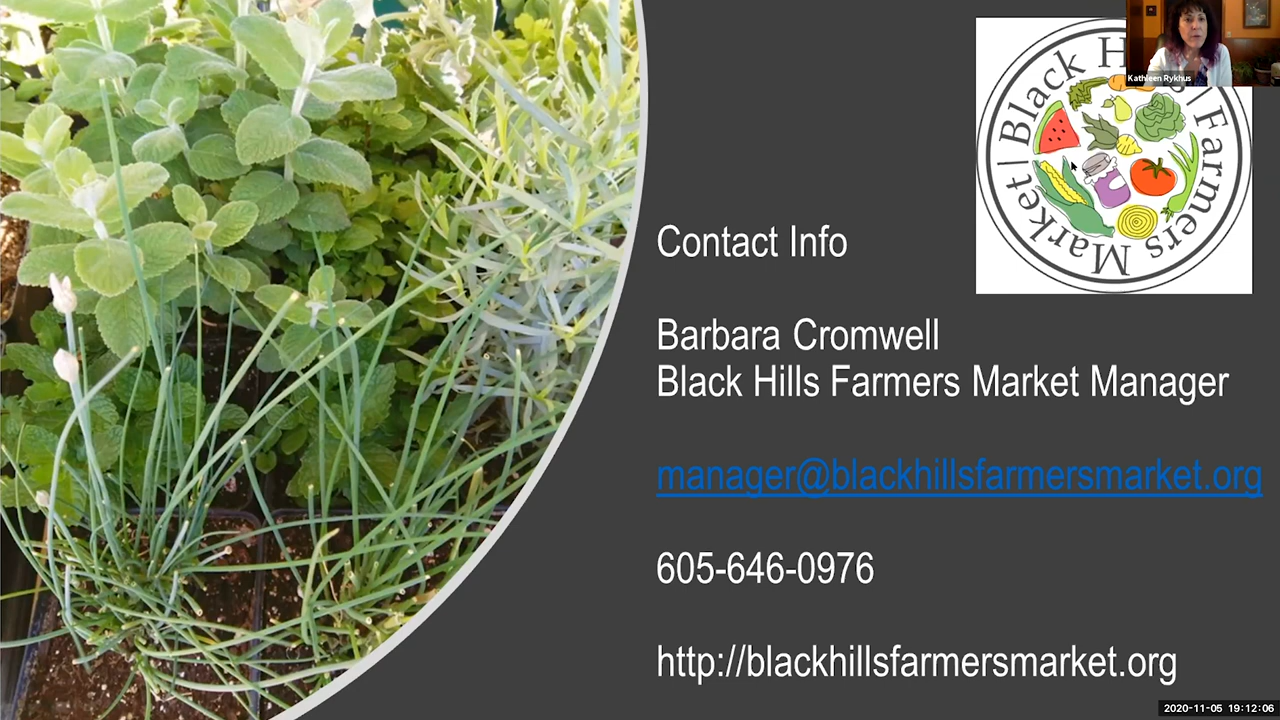 Black H
Farmers
Market
Kathleen Rykhus
Contact Info
Barbara Cromwell
Black Hills Farmers Market Manager
manager@blackhillsfarmersmarket.org
605-646-0976
http://blackhillsfarmersmarket.org
2020-11-05 19:12:06